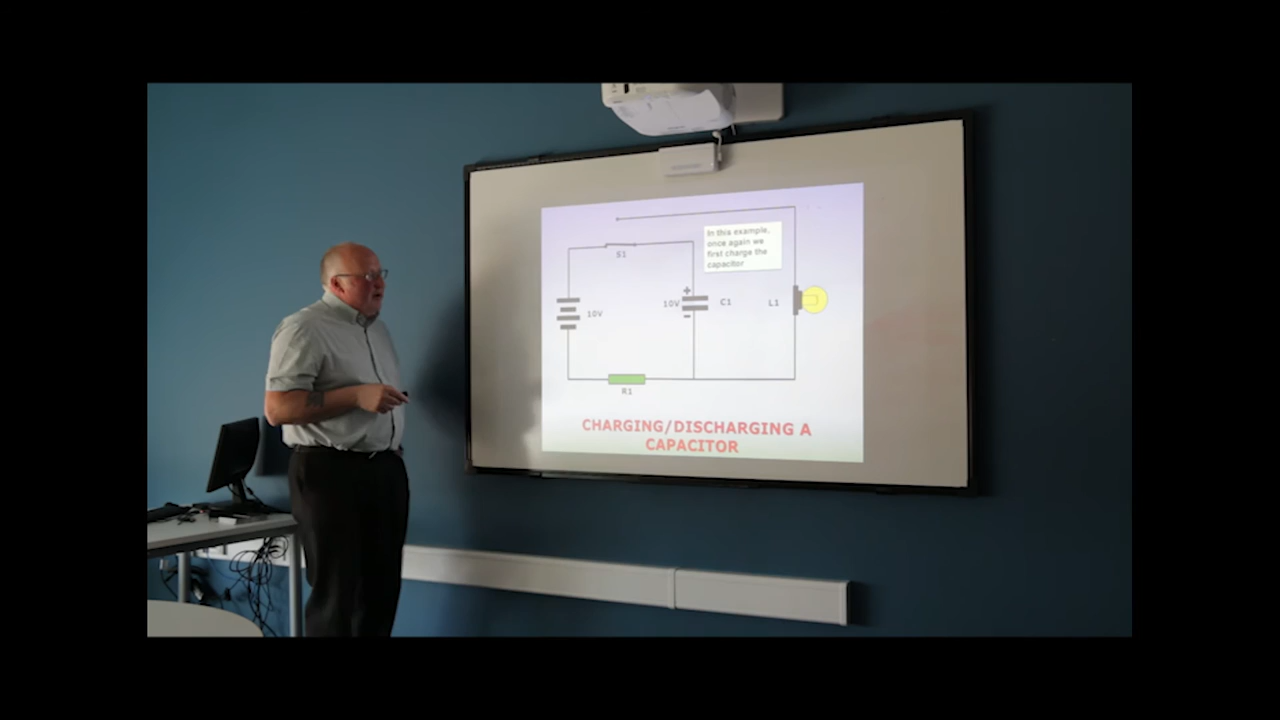 In this example,
once again we
first charge the
capacitor
S1
+
10V
10V
C1
L1
-
R1
CHARGING/DISCHARGING A
CAPACITOR